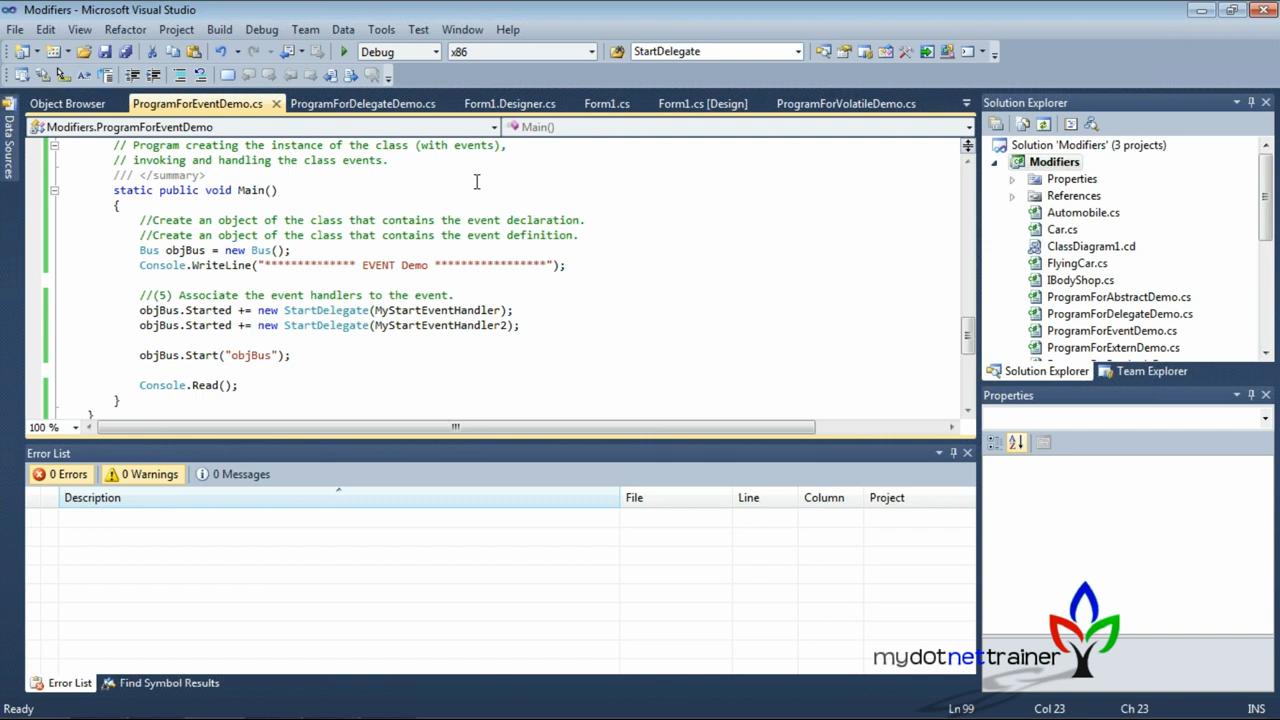 Modifiers - Microsoft Visual Studio
File Edit View Refactor Project Build Debug Team Data Tools Test Window Help
Debug x86 StartDelegate
Data Sources
Object Browser ProgramForEventDemo.cs ProgramForDelegateDemo.cs Form1.Designer.cs Form1.cs Form1.cs [Design] ProgramForVolatileDemo.cs
Modifiers.ProgramForEventDemo Main()
// Program creating the instance of the class (with events),
// invoking and handling the class events.
/// </summary>
static public void Main()
{
//Create an object of the class that contains the event declaration.
//Create an object of the class that contains the event definition.
Bus objBus = new Bus();
Console.WriteLine("************** EVENT Demo *****************");
//(5) Associate the event handlers to the event.
objBus.Started += new StartDelegate(MyStartEventHandler);
objBus.Started += new StartDelegate(MyStartEventHandler2);
objBus.Start("objBus");
Console.Read();
}
}
100 %
Error List
0 Errors 0 Warnings 0 Messages
Description File Line Column Project
Error List Find Symbol Results
Solution Explorer
Solution 'Modifiers' (3 projects)
Modifiers
Properties
References
Automobile.cs
Car.cs
ClassDiagram1.cd
FlyingCar.cs
IBodyShop.cs
ProgramForAbstractDemo.cs
ProgramForDelegateDemo.cs
ProgramForEventDemo.cs
ProgramForExternDemo.cs
Solution Explorer Team Explorer
Properties
mydotnettrainer
Ready Ln 99 Col 23 Ch 23 INS